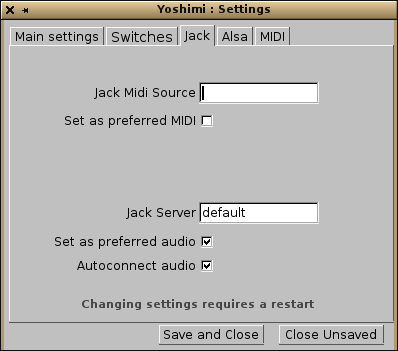 Yoshimi : Settings
Main settings Switches Jack Alsa MIDI
Jack Midi Source
Set as preferred MIDI
Jack Server default
Set as preferred audio
Autoconnect audio
Changing settings requires a restart
Save and Close Close Unsaved